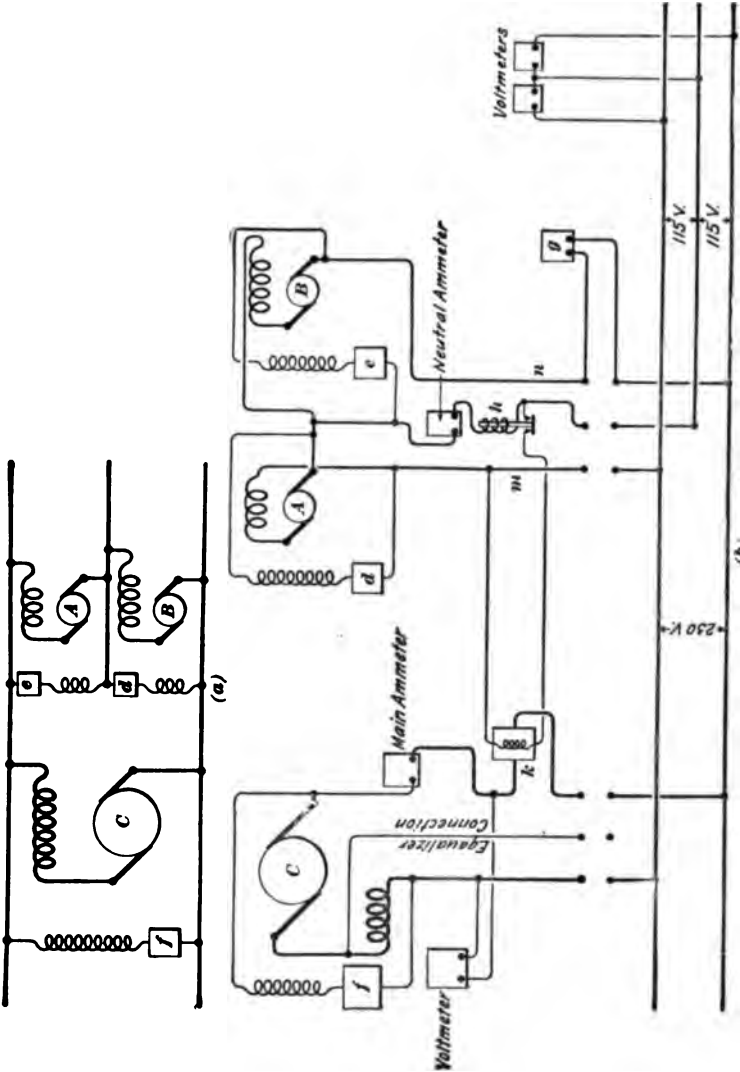 f
C
e
d
A
B
(a)
Voltmeter
f
C
Equalizer
Connection
Main Ammeter
k
d
A
m
h
Neutral Ammeter
e
B
n
g
Voltmeters
230 V.
115 V.
115 V.